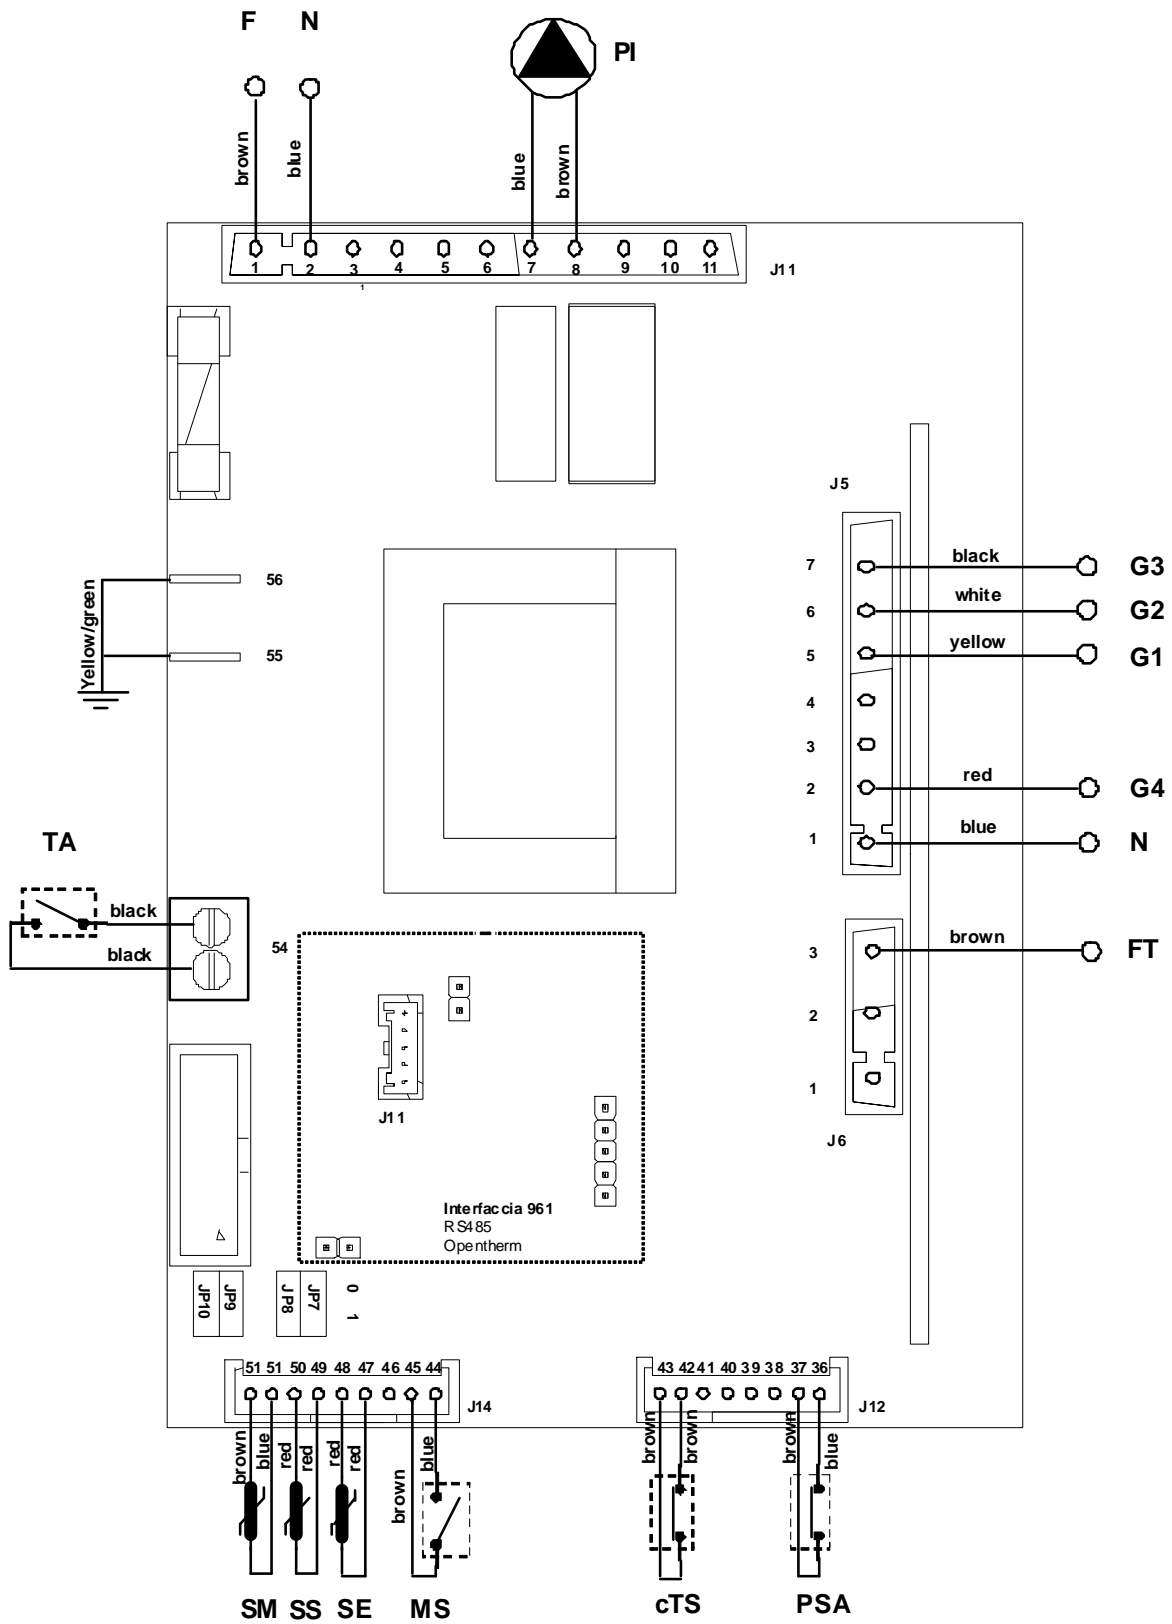 F N
PI
brown
blue
blue
brown
1 2 3 4 5 6 7 8 9 10 11
J11
1
J5
7 black G3
6 white G2
5 yellow G1
4
3
2 red G4
1 blue N
56
55
Yellow/green
TA
black
black
54
3 brown FT
2
1
J6
J11
Interfaccia 961
RS485
Opentherm
JP10
JP9
JP8
JP7
0
1
51 51 50 49 48 47 46 45 44
J14
43 42 41 40 39 38 37 36
J12
brown
blue
red
red
red
red
brown
blue
brown
brown
brown
blue
SM SS SE MS
cTS PSA